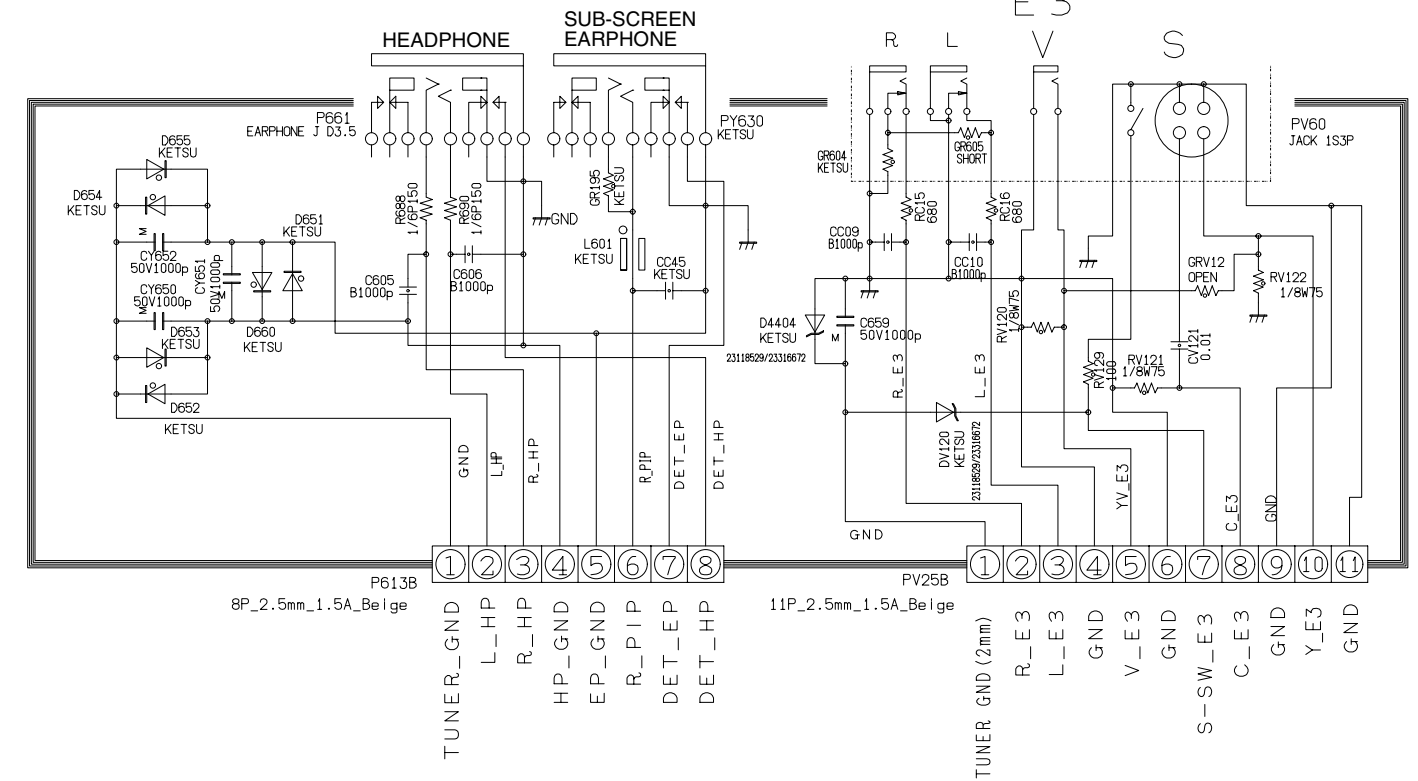 E3
SUB-SCREEN
EARPHONE
HEADPHONE
R
L
V
S
P661
EARPHONE J D3.5
PY630
KETSU
PV60
JACK 1S3P
D655
KETSU
D654
KETSU
D651
KETSU
M
CY652
50V1000p
CY651
50V1000p
M
CY650
50V1000p
M
D653
KETSU
D660
KETSU
D652
KETSU
R688
1/6P150
R690
1/6P150
GND
C605
B1000p
C606
B1000p
GR195
KETSU
L601
KETSU
CC45
KETSU
GR604
KETSU
GR605
SHORT
RC15
680
RC16
680
CC09
B1000p
CC10
B1000p
D4404
KETSU
23118529/23316672
C659
50V1000p
M
RV120
1/8W75
GRV12
OPEN
RV122
1/8W75
RV129
100
RV121
1/8W75
CV121
0.01
DV120
KETSU
23118529/23316672
R_E3
L_E3
GND
L_HP
R_HP
R_PIP
DET_EP
DET_HP
GND
YV_E3
C_E3
GND
P613B
8P_2.5mm_1.5A_Beige
1 2 3 4 5 6 7 8
TUNER_GND
L_HP
R_HP
HP_GND
EP_GND
R_PIP
DET_EP
DET_HP
PV25B
11P_2.5mm_1.5A_Beige
1 2 3 4 5 6 7 8 9 10 11
TUNER GND(2mm)
R_E3
L_E3
GND
V_E3
GND
S-SW_E3
C_E3
GND
Y_E3
GND